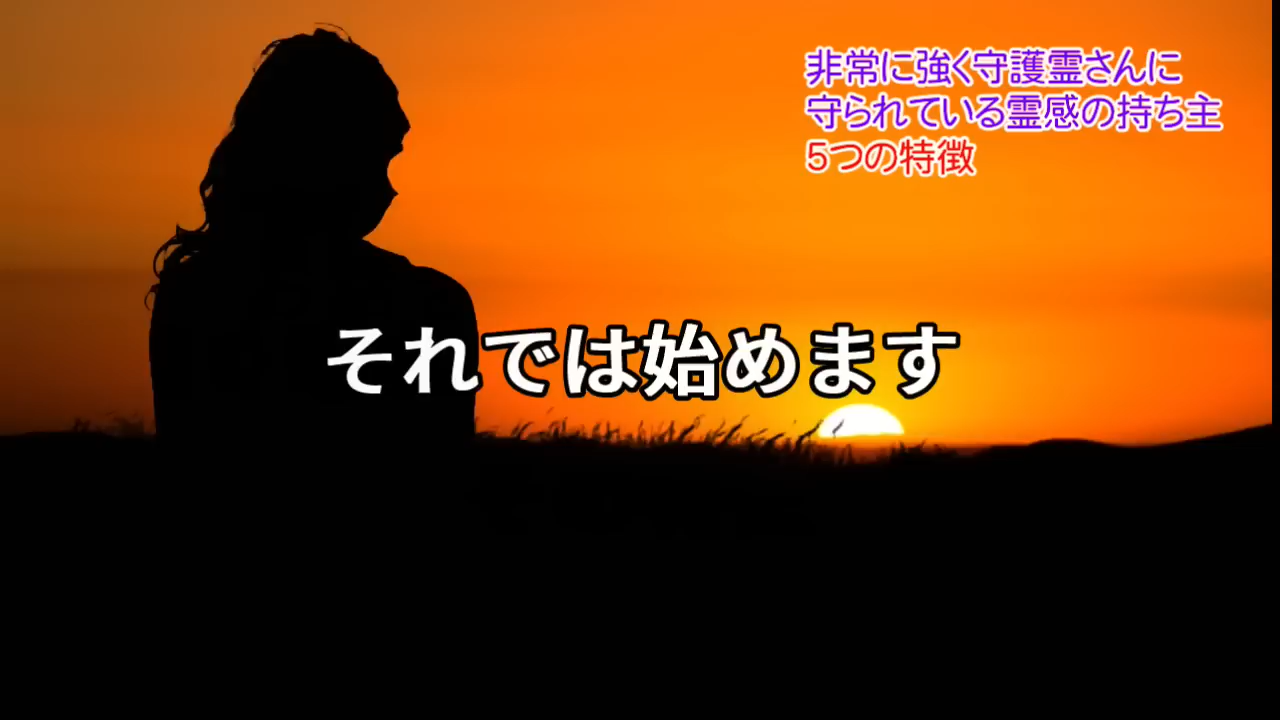 非常に強く守護霊さんに
守られている霊感の持ち主
5つの特徴
それでは始めます